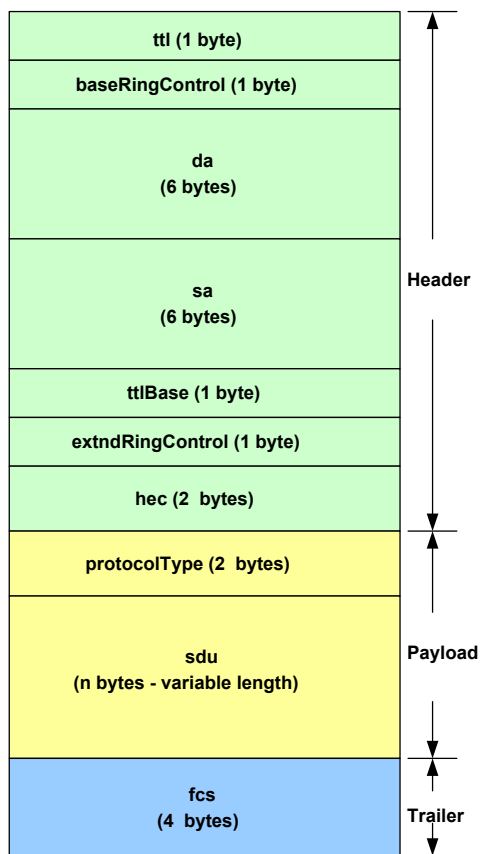 ttl (1 byte)
baseRingControl (1 byte)
da
(6 bytes)
sa
(6 bytes)
Header
ttlBase (1 byte)
extndRingControl (1 byte)
hec (2  bytes)
protocolType (2  bytes)
sdu
(n bytes - variable length)
Payload
fcs
(4  bytes)
Trailer